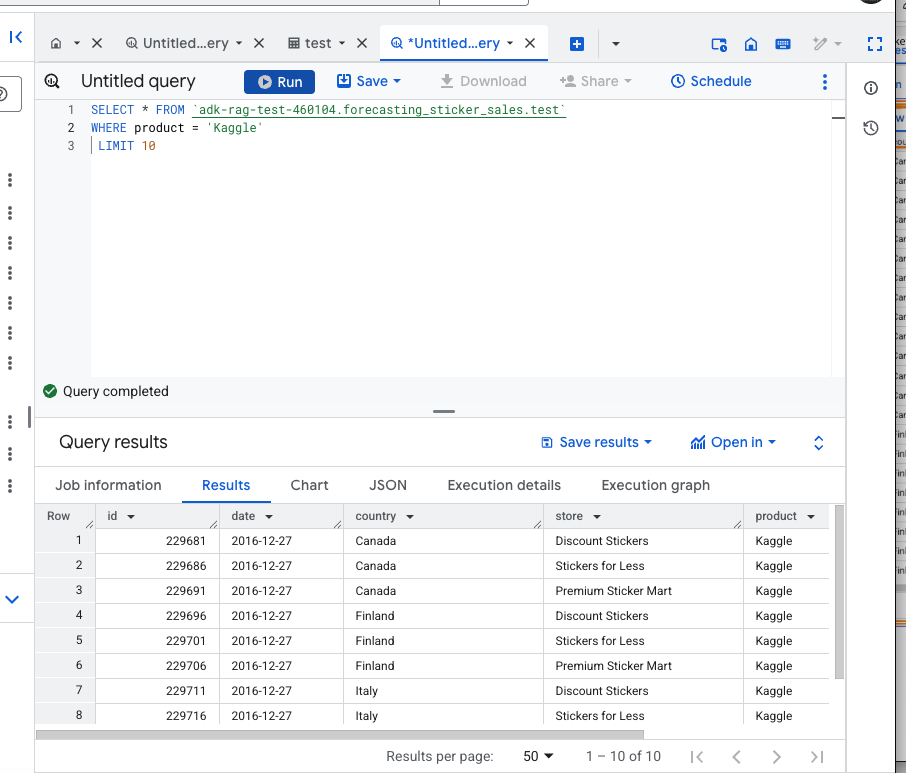 Untitled...ery
test
*Untitled...ery
Untitled query
Run
Save
Download
Share
Schedule
1 SELECT * FROM `adk-rag-test-460104.forecasting_sticker_sales.test`
2 WHERE product = 'Kaggle'
3 LIMIT 10
Query completed
Query results
Save results
Open in
Job information
Results
Chart
JSON
Execution details
Execution graph
Row id date country store product
1 229681 2016-12-27 Canada Discount Stickers Kaggle
2 229686 2016-12-27 Canada Stickers for Less Kaggle
3 229691 2016-12-27 Canada Premium Sticker Mart Kaggle
4 229696 2016-12-27 Finland Discount Stickers Kaggle
5 229701 2016-12-27 Finland Stickers for Less Kaggle
6 229706 2016-12-27 Finland Premium Sticker Mart Kaggle
7 229711 2016-12-27 Italy Discount Stickers Kaggle
8 229716 2016-12-27 Italy Stickers for Less Kaggle
Results per page: 50 1 – 10 of 10